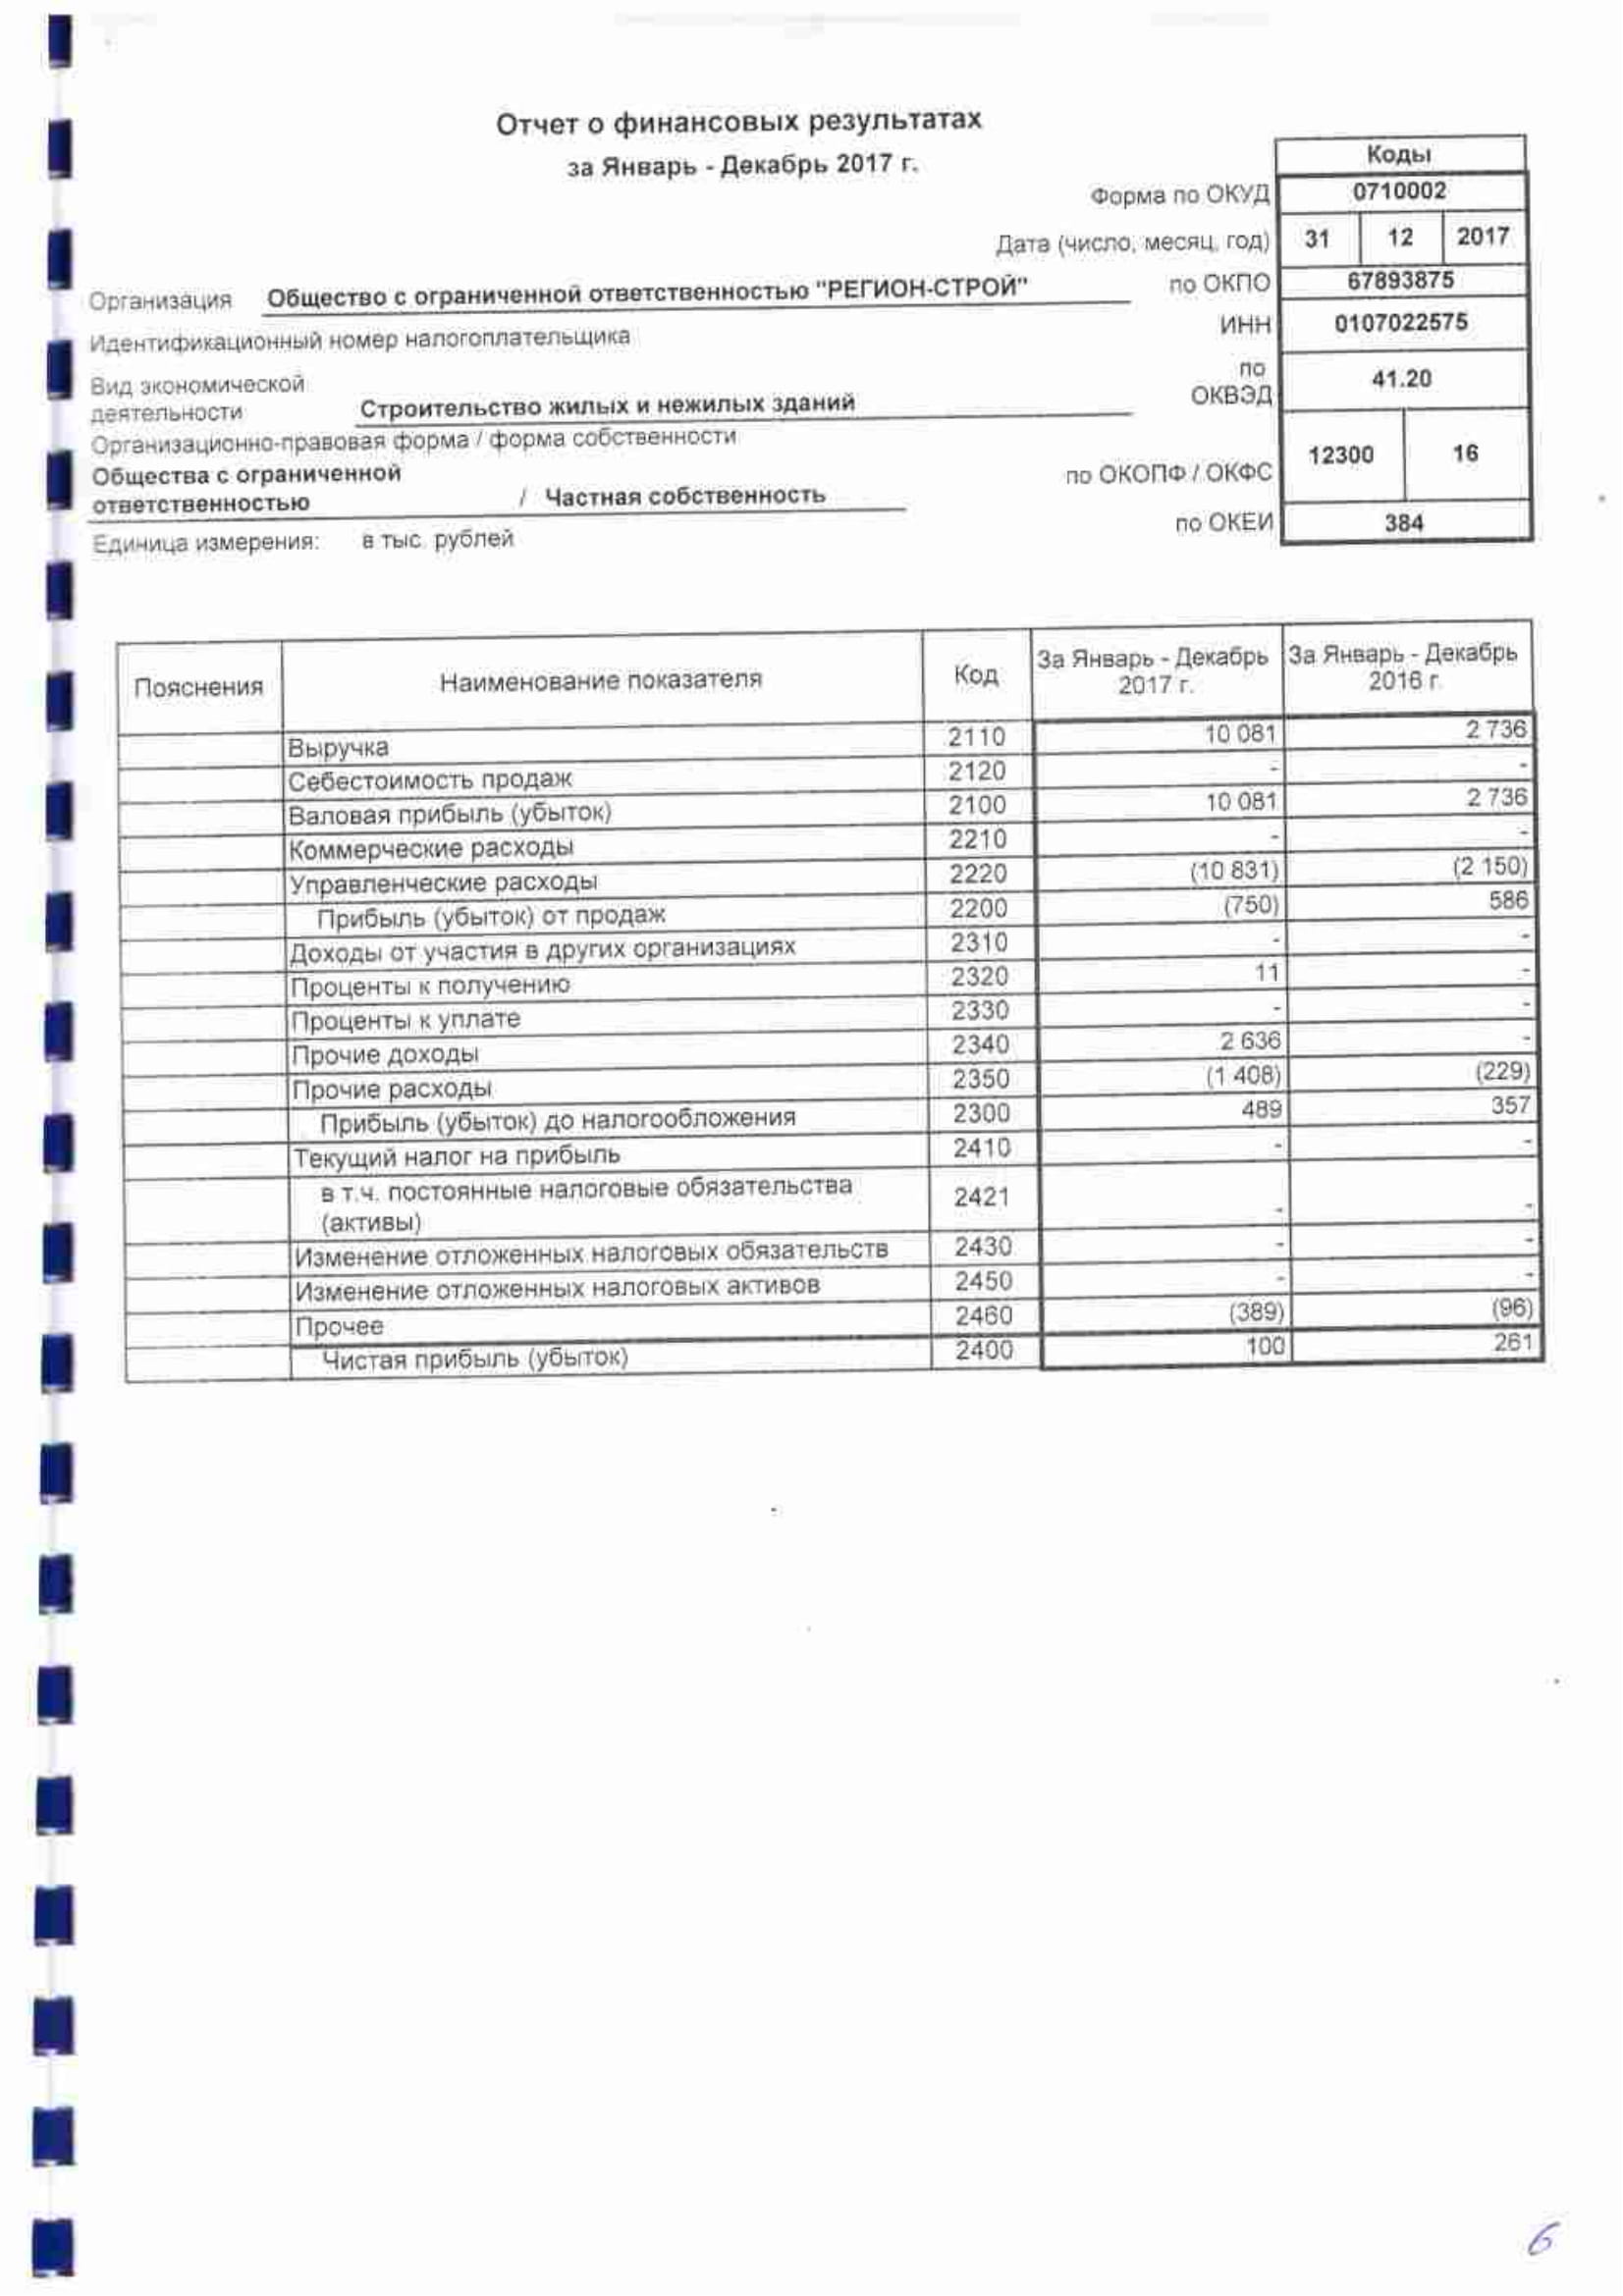 Отчет о финансовых результатах
за Январь - Декабрь 2017 г.
Коды
Форма по ОКУД 0710002
Дата (число, месяц, год) 31 12 2017
Организация Общество с ограниченной ответственностью "РЕГИОН-СТРОЙ" по ОКПО 67893875
Идентификационный номер налогоплательщика ИНН 0107022575
Вид экономической
деятельности Строительство жилых и нежилых зданий
по
ОКВЭД 41.20
Организационно-правовая форма / форма собственности
Общества с ограниченной
ответственностью / Частная собственность
по ОКОПФ / ОКФС 12300 16
Единица измерения: в тыс. рублей по ОКЕИ 384
Пояснения Наименование показателя Код За Январь - Декабрь 2017 г. За Январь - Декабрь 2016 г.
Выручка 2110 10 081 2 736
Себестоимость продаж 2120 - -
Валовая прибыль (убыток) 2100 10 081 2 736
Коммерческие расходы 2210 - -
Управленческие расходы 2220 (10 831) (2 150)
Прибыль (убыток) от продаж 2200 (750) 586
Доходы от участия в других организациях 2310 - -
Проценты к получению 2320 11 -
Проценты к уплате 2330 - -
Прочие доходы 2340 2 636 -
Прочие расходы 2350 (1 408) (229)
Прибыль (убыток) до налогообложения 2300 489 357
Текущий налог на прибыль 2410 - -
в т.ч. постоянные налоговые обязательства
(активы) 2421 - -
Изменение отложенных налоговых обязательств 2430 - -
Изменение отложенных налоговых активов 2450 - -
Прочее 2460 (389) (96)
Чистая прибыль (убыток) 2400 100 261
6